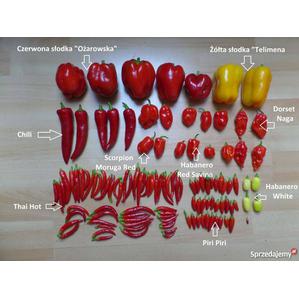 Czerwona słodka "Ożarowska"
Żółta słodka "Telimena
Dorset
Naga
Chili
Scorpion
Moruga Red
Habanero
Red Savina
Habanero
White
Thai Hot
Piri Piri
Sprzedajemy